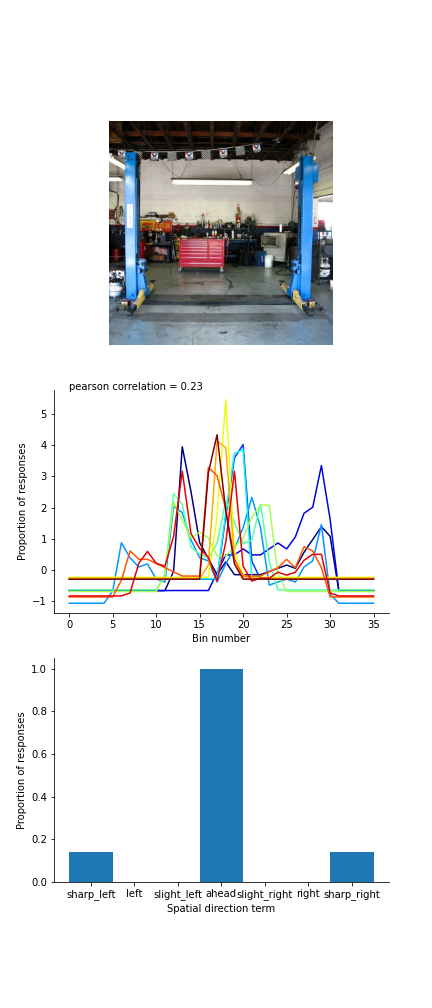 pearson correlation = 0.23
Proportion of responses
5
4
3
2
1
0
−1
0 5 10 15 20 25 30 35
Bin number
Proportion of responses
1.0
0.8
0.6
0.4
0.2
0.0
sharp_left left slight_left ahead slight_right right sharp_right
Spatial direction term